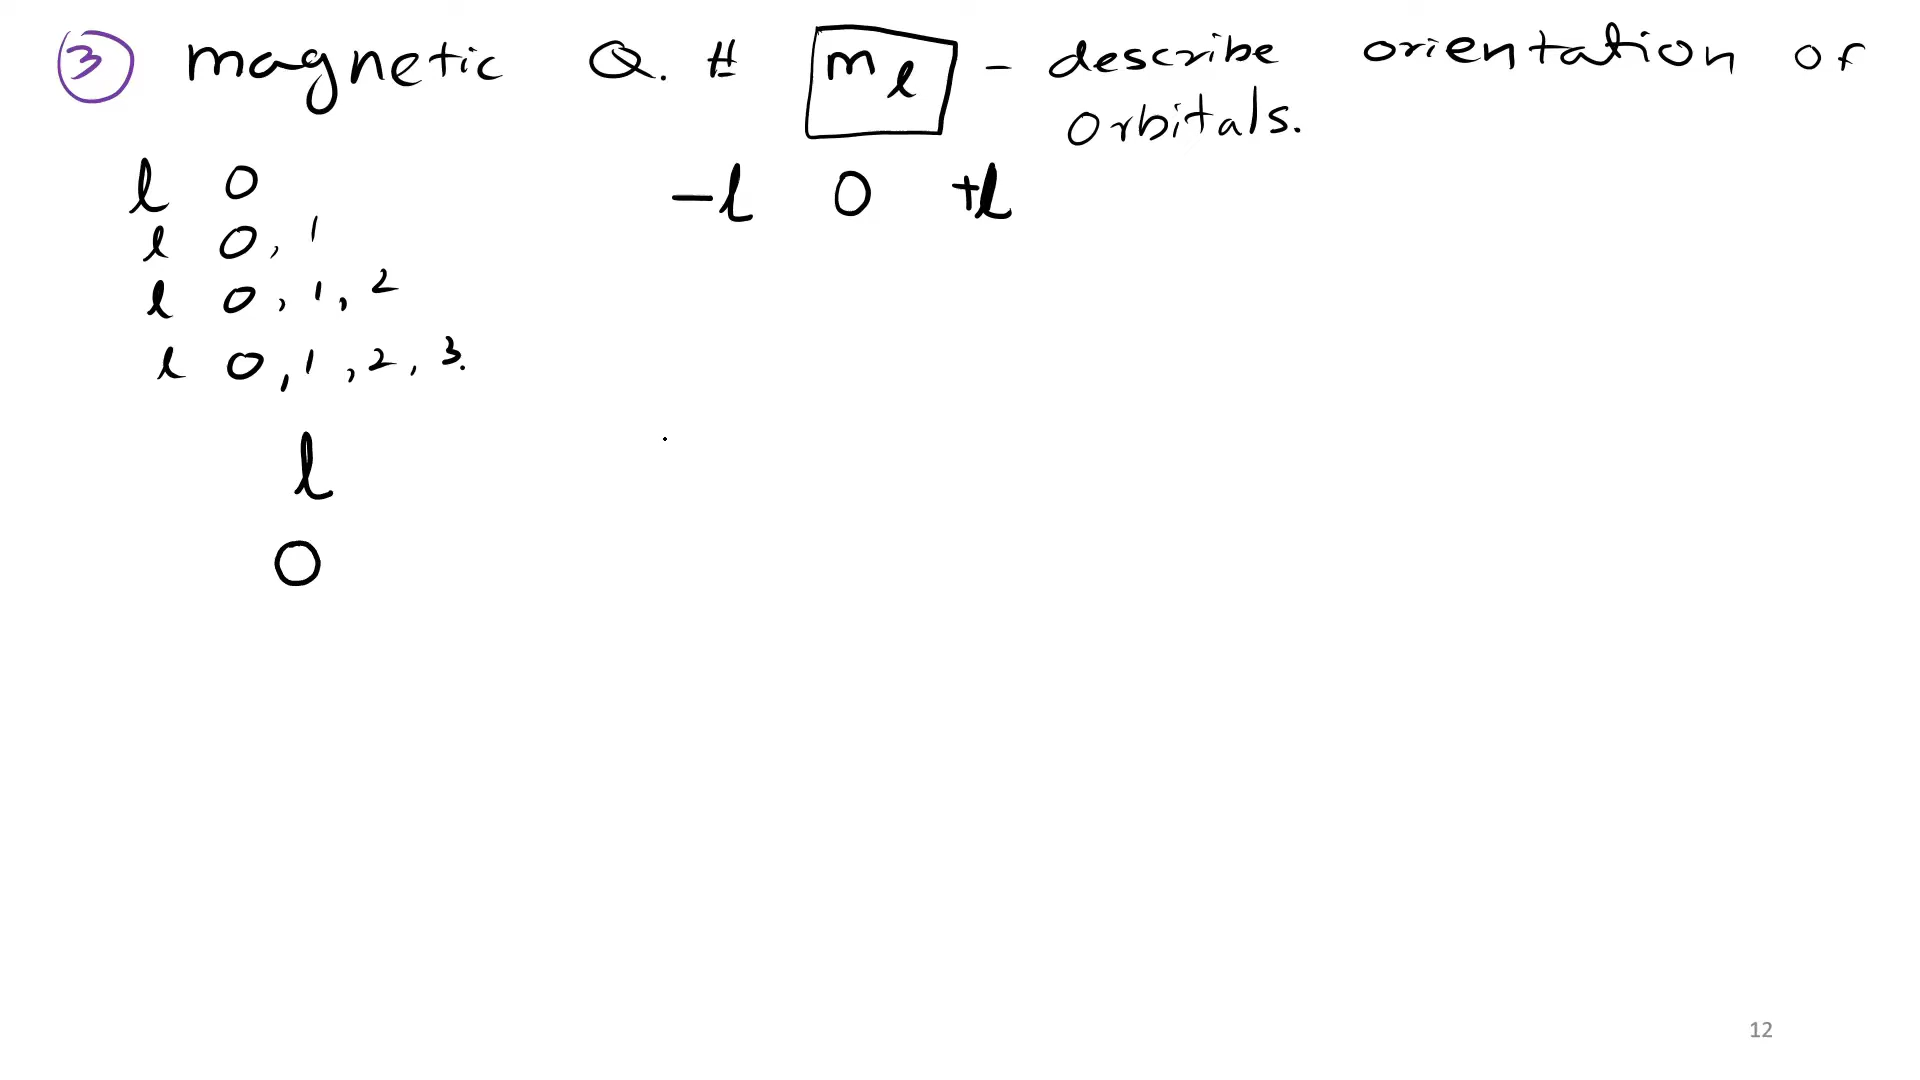 ③ magnetic Q. # mℓ - describe orientation of
orbitals.
l 0 -l 0 +l
l 0, 1
l 0, 1, 2
l 0, 1, 2, 3.
l
0
12